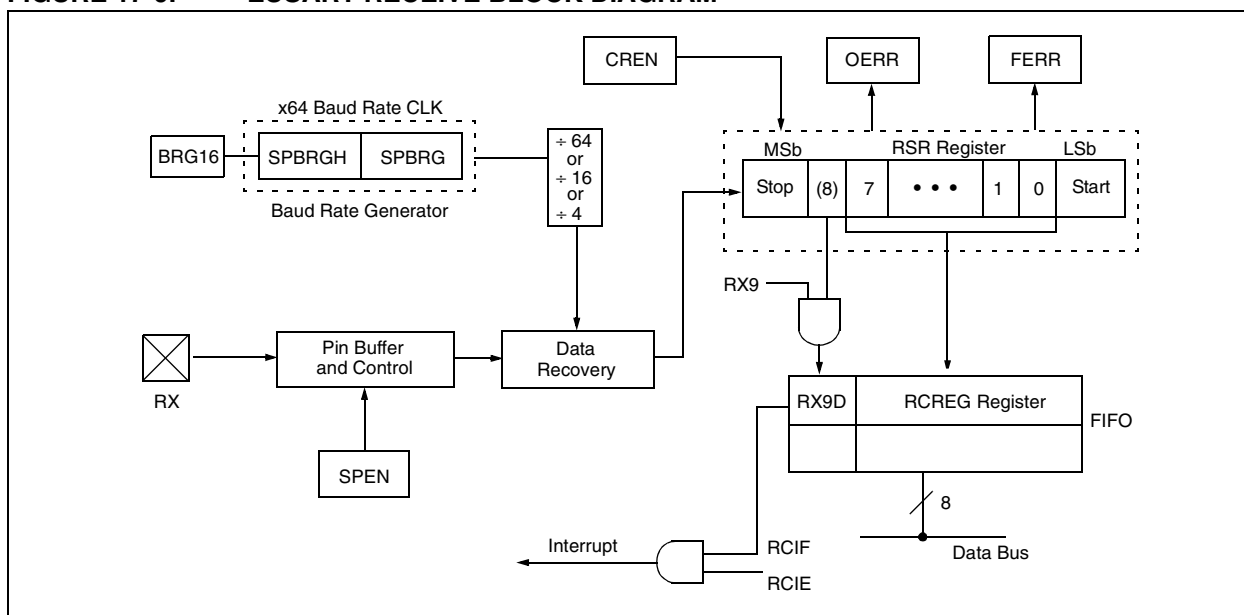 FIGURE
EUSART RECEIVE BLOCK DIAGRAM
CREN
OERR
FERR
x64 Baud Rate CLK
BRG16
SPBRGH
SPBRG
Baud Rate Generator
÷ 64
or
÷ 16
or
÷ 4
MSb
RSR Register
LSb
Stop
(8)
7
• • •
1
0
Start
RX9
RX
Pin Buffer
and Control
Data
Recovery
SPEN
RX9D
RCREG Register
FIFO
8
Data Bus
Interrupt
RCIF
RCIE